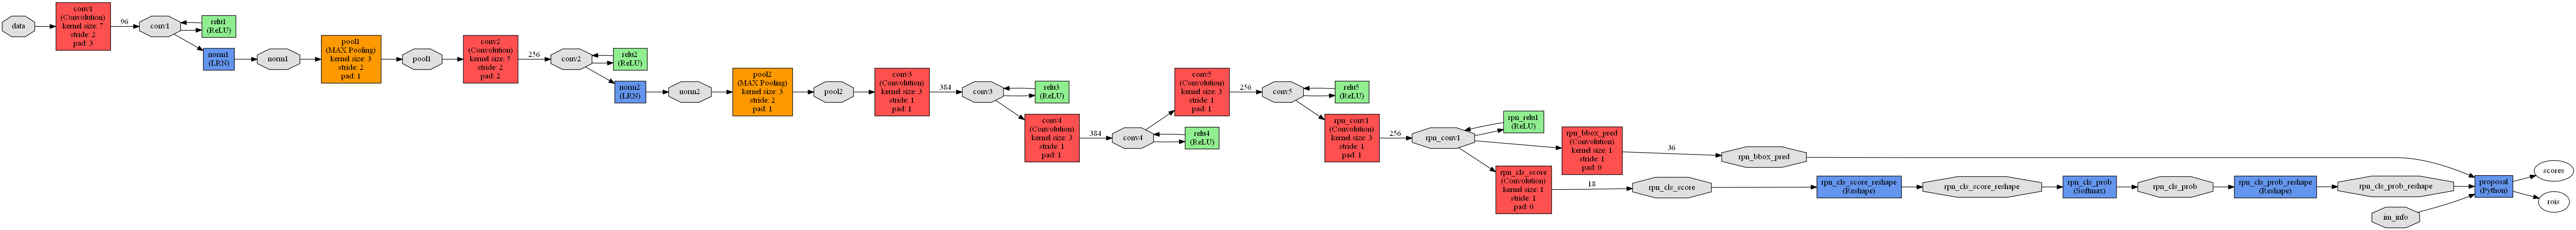 data
conv1
(Convolution)
kernel size: 7
stride: 2
pad: 3
96
conv1
relu1
(ReLU)
norm1
(LRN)
norm1
pool1
(MAX Pooling)
kernel size: 3
stride: 2
pad: 1
pool1
conv2
(Convolution)
kernel size: 5
stride: 2
pad: 2
256
conv2
relu2
(ReLU)
norm2
(LRN)
norm2
pool2
(MAX Pooling)
kernel size: 3
stride: 2
pad: 1
pool2
conv3
(Convolution)
kernel size: 3
stride: 1
pad: 1
384
conv3
relu3
(ReLU)
conv4
(Convolution)
kernel size: 3
stride: 1
pad: 1
384
conv4
relu4
(ReLU)
conv5
(Convolution)
kernel size: 3
stride: 1
pad: 1
256
conv5
relu5
(ReLU)
rpn_conv1
(Convolution)
kernel size: 3
stride: 1
pad: 1
256
rpn_conv1
rpn_relu1
(ReLU)
rpn_bbox_pred
(Convolution)
kernel size: 1
stride: 1
pad: 0
36
rpn_bbox_pred
rpn_cls_score
(Convolution)
kernel size: 1
stride: 1
pad: 0
18
rpn_cls_score
rpn_cls_score_reshape
(Reshape)
rpn_cls_score_reshape
rpn_cls_prob
(Softmax)
rpn_cls_prob
rpn_cls_prob_reshape
(Reshape)
rpn_cls_prob_reshape
im_info
proposal
(Python)
scores
rois